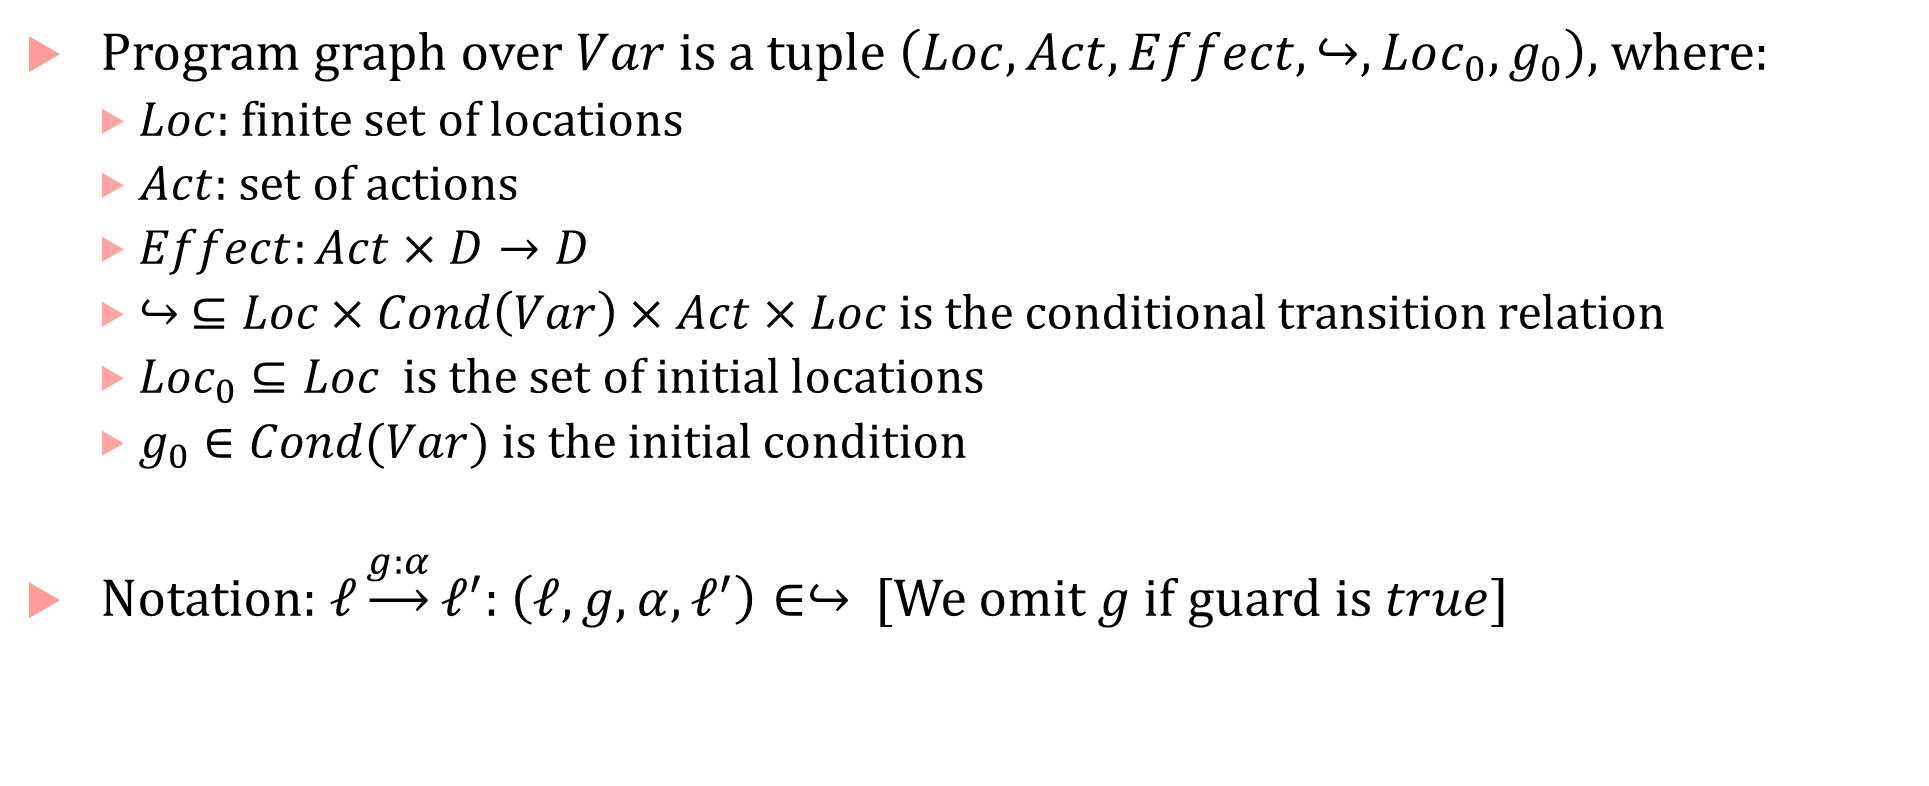 Program graph over Var is a tuple (Loc, Act, Effect, ↪, Loc₀, g₀), where:
Loc: finite set of locations
Act: set of actions
Effect: Act × D → D
↪ ⊆ Loc × Cond(Var) × Act × Loc is the conditional transition relation
Loc₀ ⊆ Loc is the set of initial locations
g₀ ∈ Cond(Var) is the initial condition
g:α
Notation: ℓ ⟶ ℓ′: (ℓ, g, α, ℓ′) ∈↪ [We omit g if guard is true]